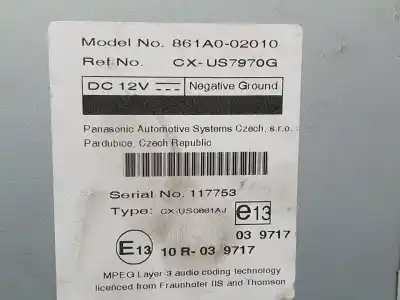 Model No. 861A0-02010
Ref No. CX-US7970G
DC 12V Negative Ground
Panasonic Automotive Systems Czech, s.r.o.
Pardubice, Czech Republic
Serial No. 117753
Type: CX-US0661AJ
e13
03 9717
E13 10 R-03 9717
MPEG Layer-3 audio coding technology
licenced from Fraunhofer IIS and Thomson